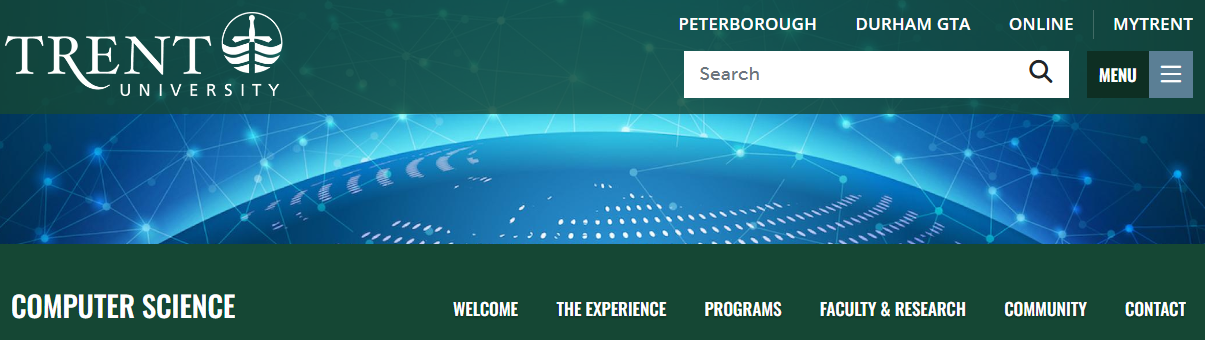 TRENT
UNIVERSITY
PETERBOROUGH DURHAM GTA ONLINE MYTRENT
Search
MENU
COMPUTER SCIENCE
WELCOME THE EXPERIENCE PROGRAMS FACULTY & RESEARCH COMMUNITY CONTACT